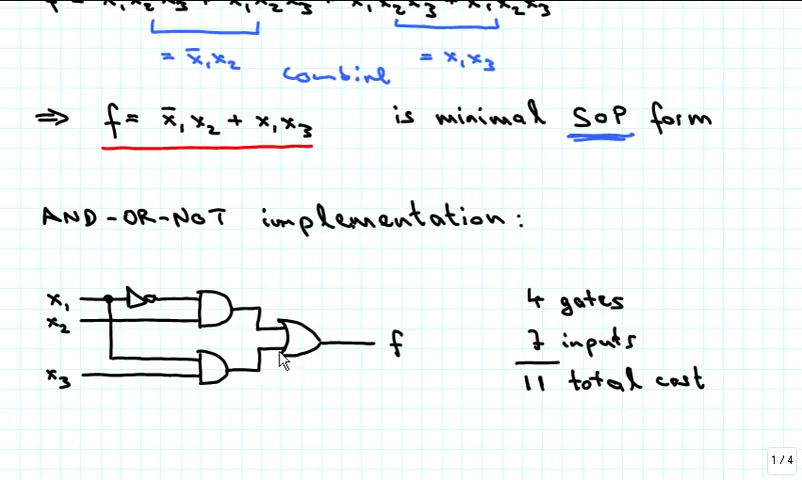 = x̄₁x₂ combine = x₁x₃
⇒ f = x̄₁x₂ + x₁x₃ is minimal SOP form
AND-OR-NOT implementation:
x₁
x₂
x₃
f
4 gates
7 inputs
11 total cost
1 / 4